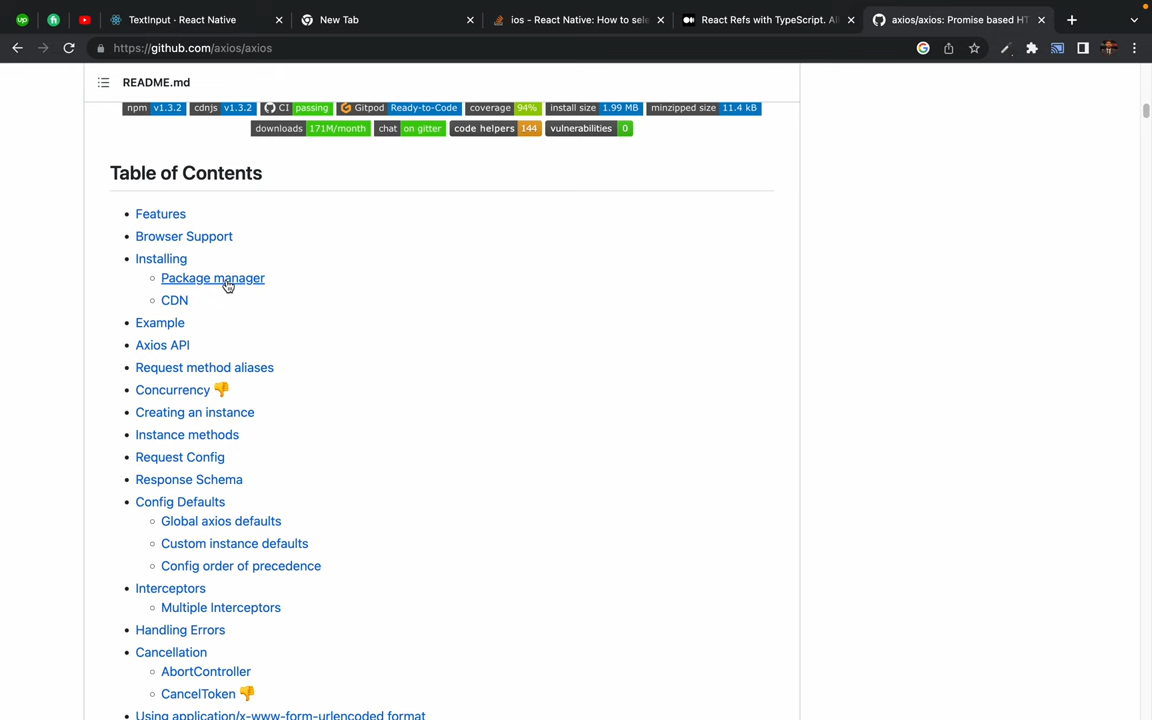 up
fi
TextInput · React Native
New Tab
ios - React Native: How to sele
React Refs with TypeScript. Al
axios/axios: Promise based HT
https://github.com/axios/axios
README.md
npm v1.3.2 cdnjs v1.3.2 CI passing Gitpod Ready-to-Code coverage 94% install size 1.99 MB minzipped size 11.4 kB
downloads 171M/month chat on gitter code helpers 144 vulnerabilities 0
Table of Contents
Features
Browser Support
Installing
Package manager
CDN
Example
Axios API
Request method aliases
Concurrency 👎
Creating an instance
Instance methods
Request Config
Response Schema
Config Defaults
Global axios defaults
Custom instance defaults
Config order of precedence
Interceptors
Multiple Interceptors
Handling Errors
Cancellation
AbortController
CancelToken 👎
Using application/x-www-form-urlencoded format